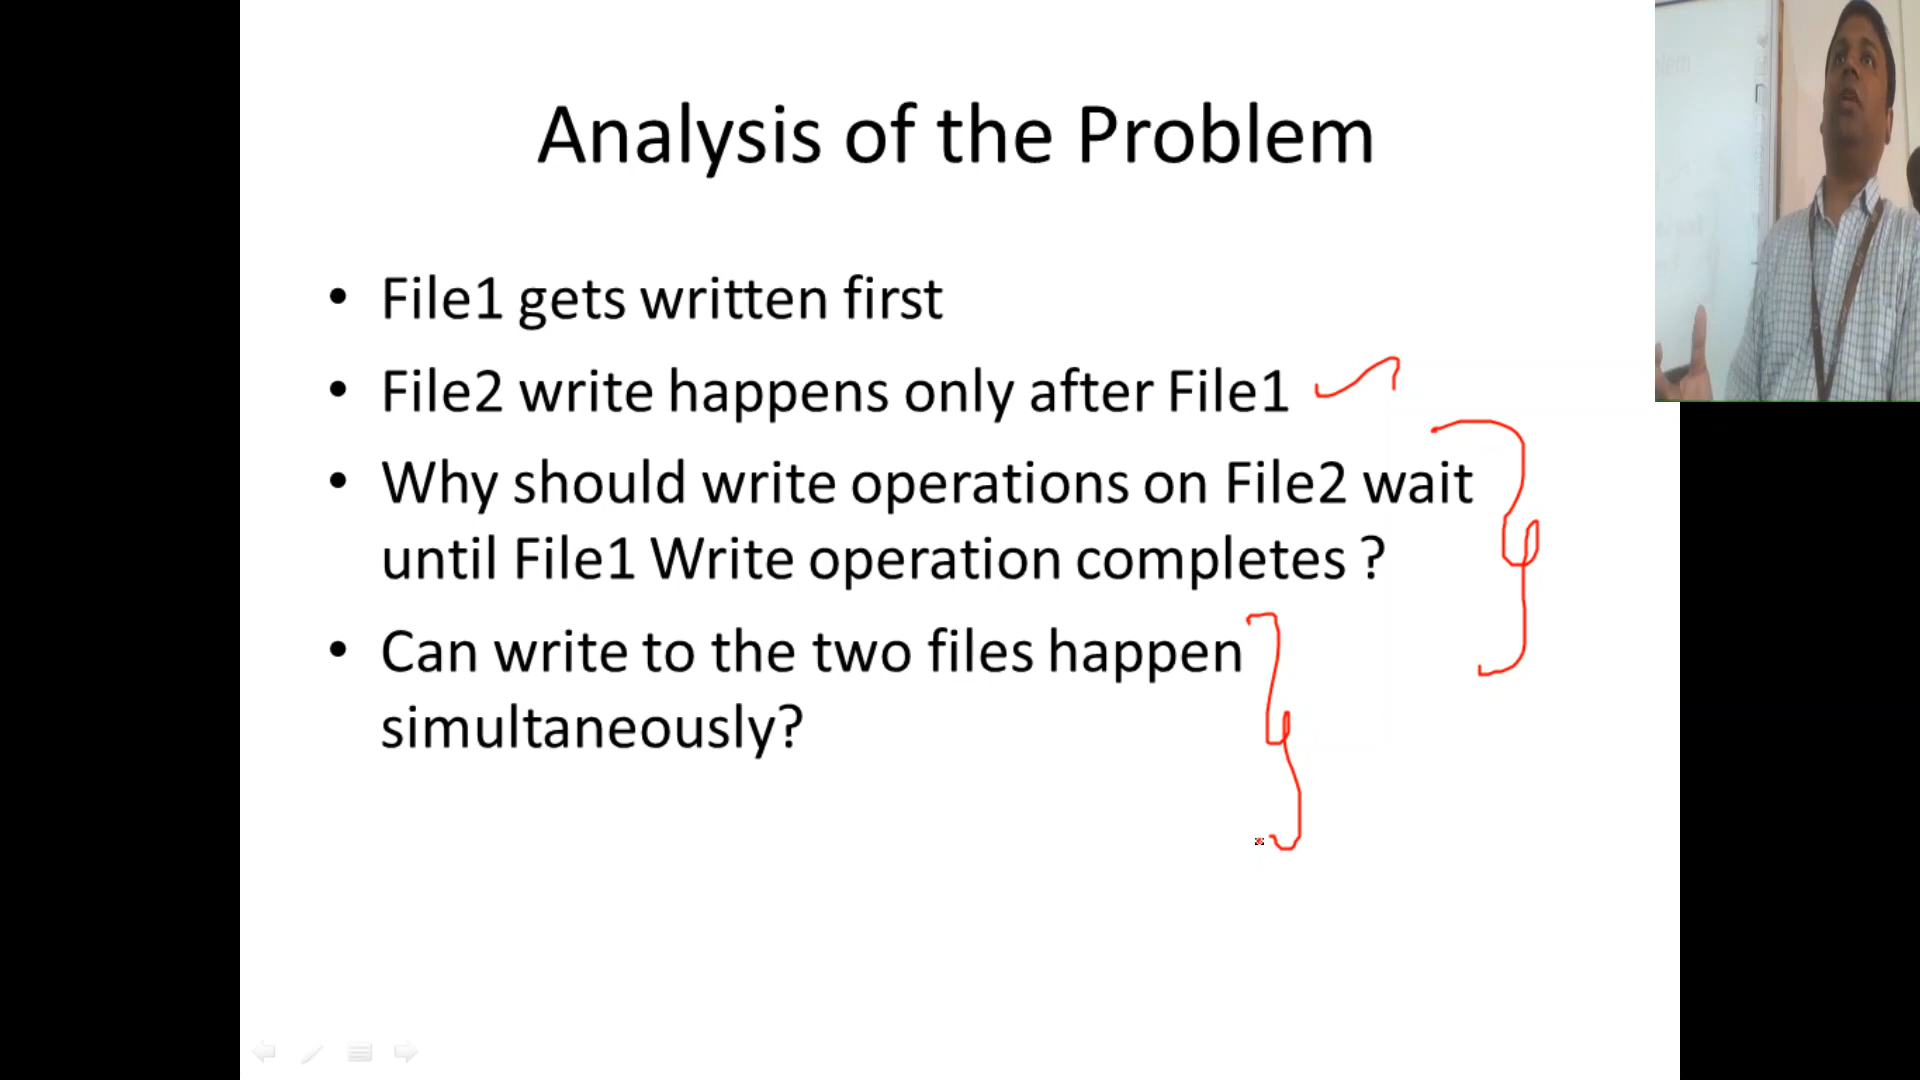 Analysis of the Problem
• File1 gets written first
• File2 write happens only after File1
• Why should write operations on File2 wait
until File1 Write operation completes ?
• Can write to the two files happen
simultaneously?